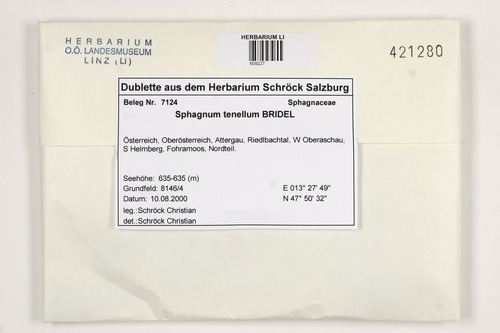 HERBARIUM
O.Ö. LANDESMUSEUM
LINZ (LI)
HERBARIUM LI
609227
421280
Dublette aus dem Herbarium Schröck Salzburg
Beleg Nr. 7124 Sphagnaceae
Sphagnum tenellum BRIDEL
Österreich, Oberösterreich, Attergau, Riedlbachtal, W Oberaschau,
S Helmberg, Fohramoos, Nordteil.
Seehöhe: 635-635 (m)
Grundfeld: 8146/4 E 013° 27' 49"
Datum: 10.08.2000 N 47° 50' 32"
leg.:Schröck Christian
det.:Schröck Christian